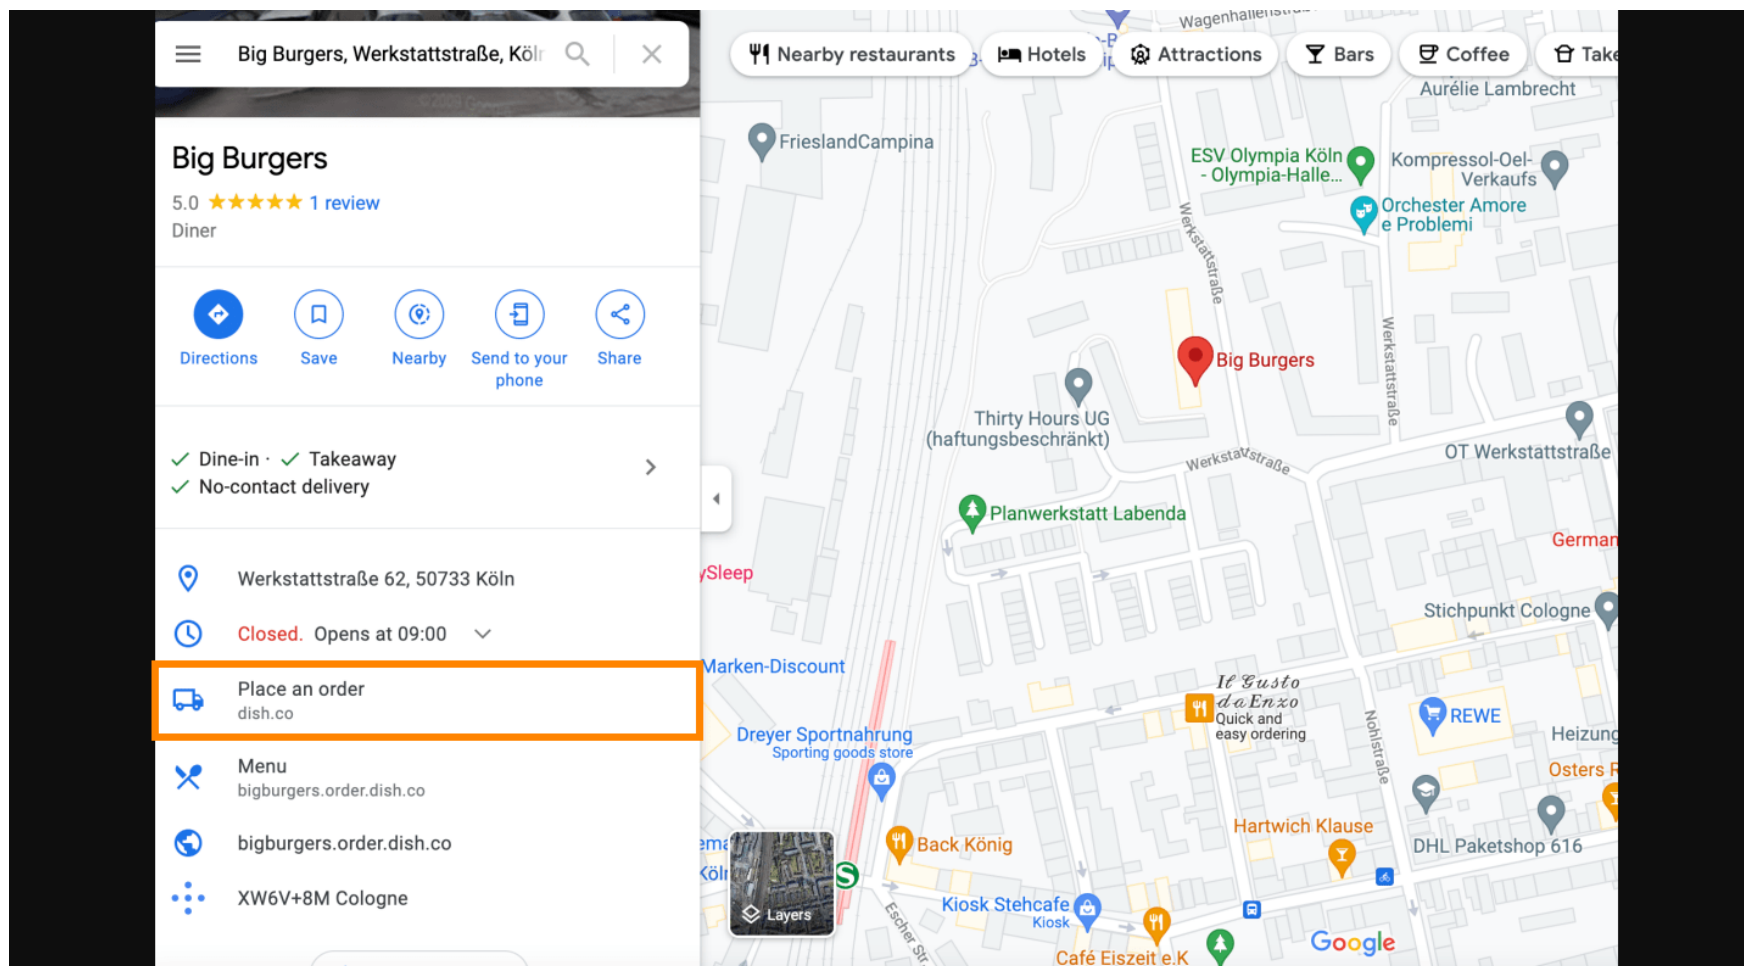 Big Burgers, Werkstattstraße, Köln
©2009 Google
Big Burgers
5.0 1 review
Diner
Directions
Save
Nearby
Send to your
phone
Share
Dine-in · Takeaway
No-contact delivery
Werkstattstraße 62, 50733 Köln
Closed. Opens at 09:00
Place an order
dish.co
Menu
bigburgers.order.dish.co
bigburgers.order.dish.co
XW6V+8M Cologne
Nearby restaurants
Hotels
Attractions
Bars
Coffee
Take
Aurélie Lambrecht
FrieslandCampina
ESV Olympia Köln
- Olympia-Halle...
Kompressol-Oel-
Verkaufs
Orchester Amore
e Problemi
Werkstattstraße
Werkstattstraße
Big Burgers
Thirty Hours UG
(haftungsbeschränkt)
OT Werkstattstraße
Werkstattstraße
Planwerkstatt Labenda
German
ySleep
Stichpunkt Cologne
Marken-Discount
Il Gusto
da Enzo
Quick and
easy ordering
REWE
Nohlstraße
Heizung
Dreyer Sportnahrung
Sporting goods store
Osters R
Hartwich Klause
DHL Paketshop 616
Back König
S
Layers
Kiosk Stehcafe
Kiosk
Escher Str.
Café Eiszeit e.K
Google